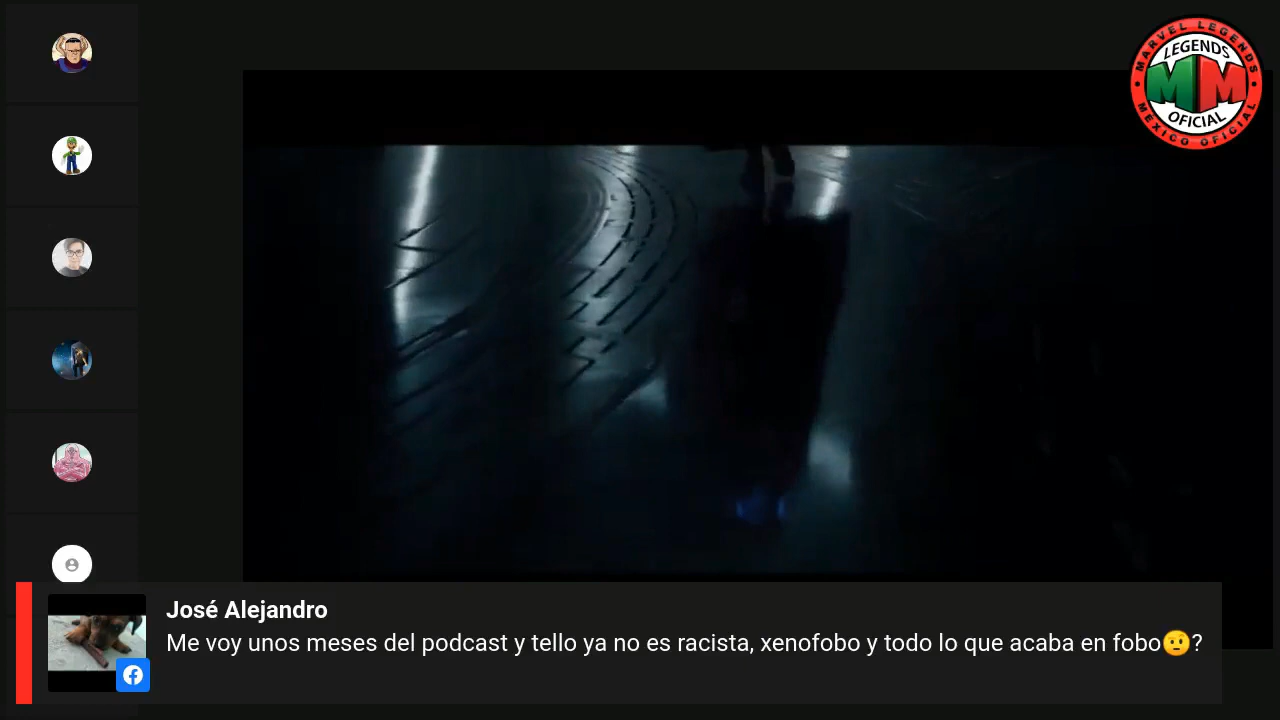 MARVEL LEGENDS
LEGENDS
MM
OFICIAL
MEXICO OFICIAL
José Alejandro
Me voy unos meses del podcast y tello ya no es racista, xenofobo y todo lo que acaba en fobo🫡?